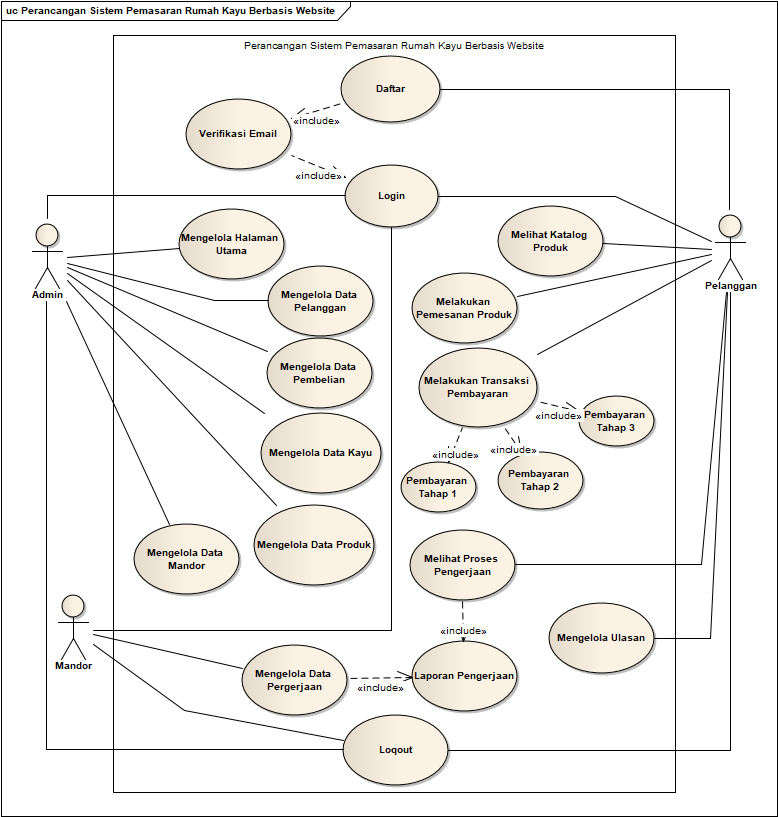 uc Perancangan Sistem Pemasaran Rumah Kayu Berbasis Website
Perancangan Sistem Pemasaran Rumah Kayu Berbasis Website
Daftar
«include»
Verifikasi Email
«include»
Login
Mengelola Halaman
Utama
Melihat Katalog
Produk
Admin
Pelanggan
Mengelola Data
Pelanggan
Melakukan
Pemesanan Produk
Mengelola Data
Pembelian
Melakukan Transaksi
Pembayaran
«include»
Pembayaran
Tahap 3
Mengelola Data Kayu
«include»
«include»
Pembayaran
Tahap 1
Pembayaran
Tahap 2
Mengelola Data Produk
Mengelola Data
Mandor
Melihat Proses
Pengerjaan
«include»
Mengelola Ulasan
Mandor
Mengelola Data
Pergerjaan
«include»
Laporan Pengerjaan
Loqout